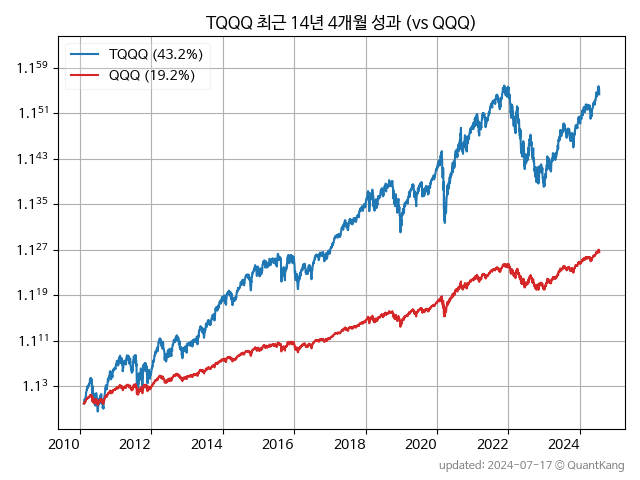 TQQQ 최근 14년 4개월 성과 (vs QQQ)
TQQQ (43.2%)
QQQ (19.2%)
1.1⁵⁹
1.1⁵¹
1.1⁴³
1.1³⁵
1.1²⁷
1.1¹⁹
1.1¹¹
1.1³
2010 2012 2014 2016 2018 2020 2022 2024
updated: 2024-07-17 © QuantKang